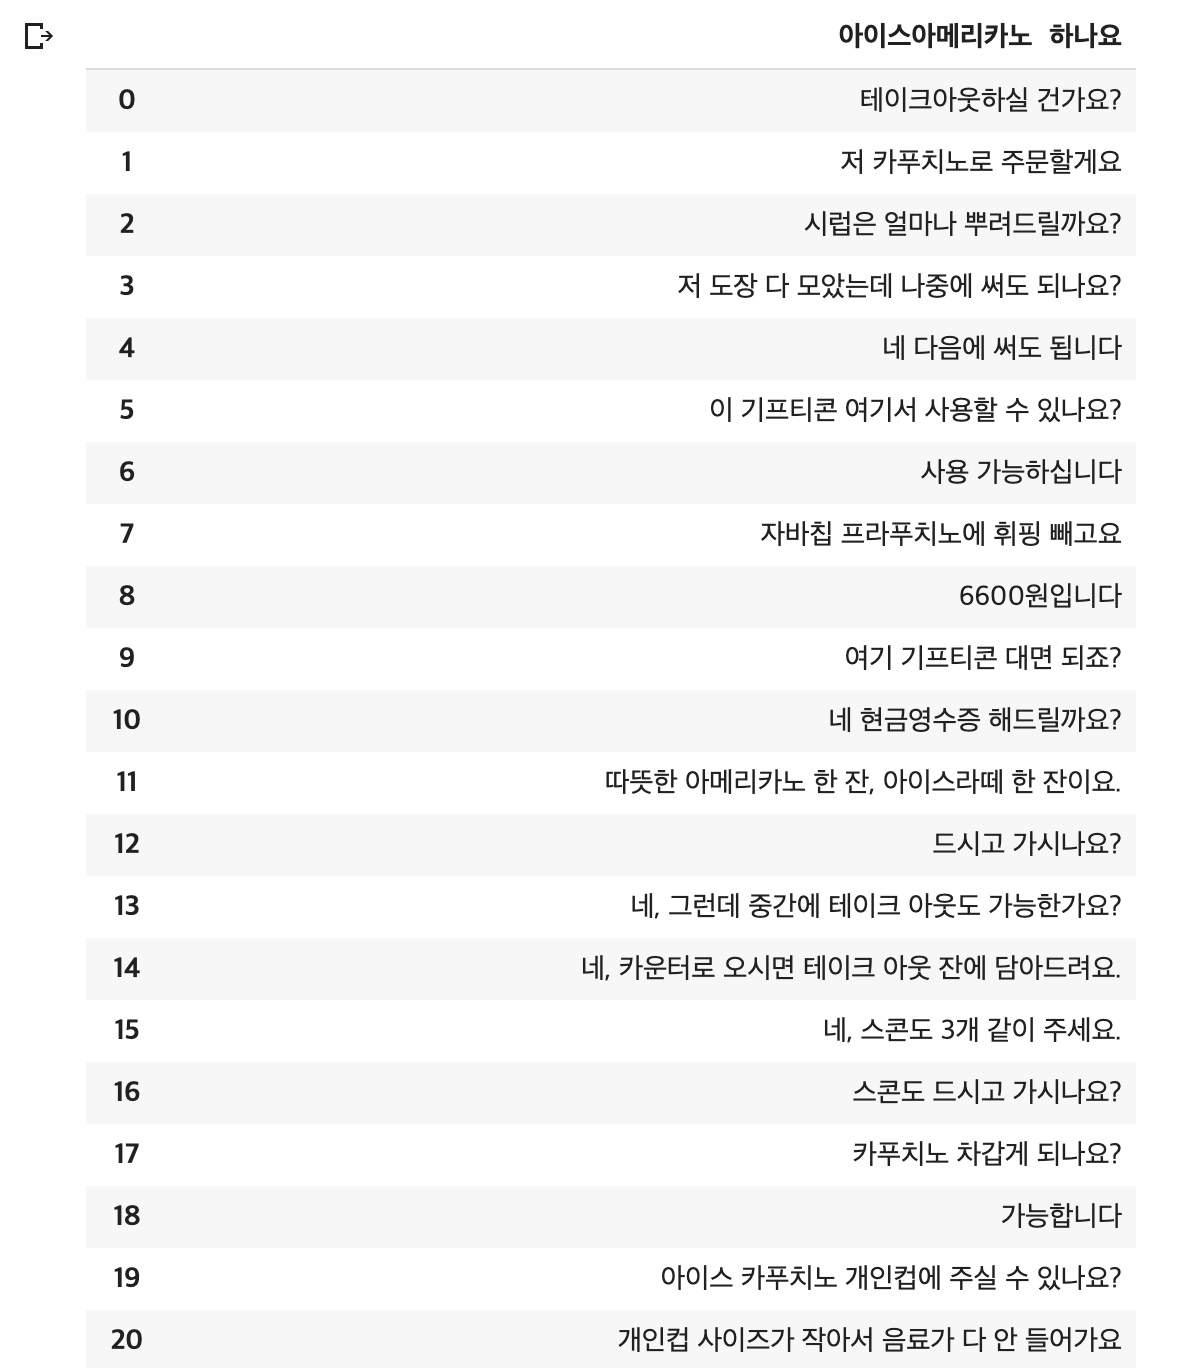 아이스아메리카노 하나요
0 테이크아웃하실 건가요?
1 저 카푸치노로 주문할게요
2 시럽은 얼마나 뿌려드릴까요?
3 저 도장 다 모았는데 나중에 써도 되나요?
4 네 다음에 써도 됩니다
5 이 기프티콘 여기서 사용할 수 있나요?
6 사용 가능하십니다
7 자바칩 프라푸치노에 휘핑 빼고요
8 6600원입니다
9 여기 기프티콘 대면 되죠?
10 네 현금영수증 해드릴까요?
11 따뜻한 아메리카노 한 잔, 아이스라떼 한 잔이요.
12 드시고 가시나요?
13 네, 그런데 중간에 테이크 아웃도 가능한가요?
14 네, 카운터로 오시면 테이크 아웃 잔에 담아드려요.
15 네, 스콘도 3개 같이 주세요.
16 스콘도 드시고 가시나요?
17 카푸치노 차갑게 되나요?
18 가능합니다
19 아이스 카푸치노 개인컵에 주실 수 있나요?
20 개인컵 사이즈가 작아서 음료가 다 안 들어가요